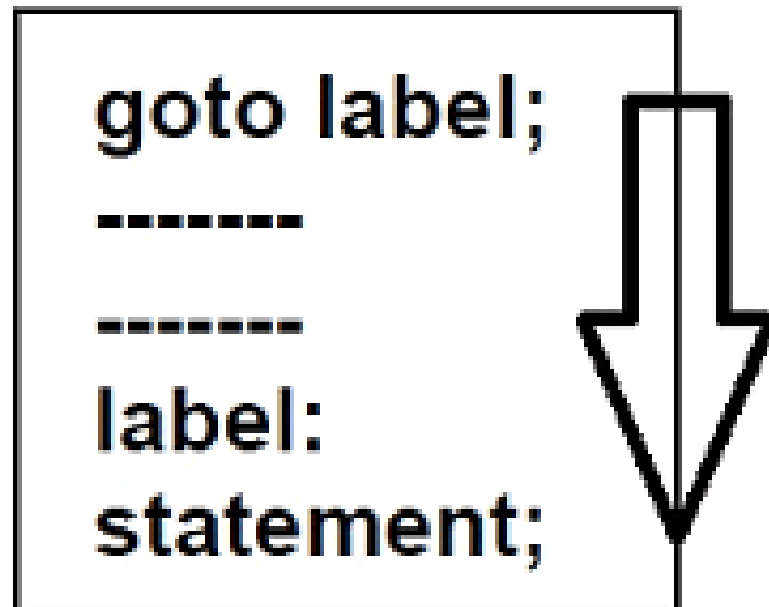 goto label;
-------
-------
label:
statement;